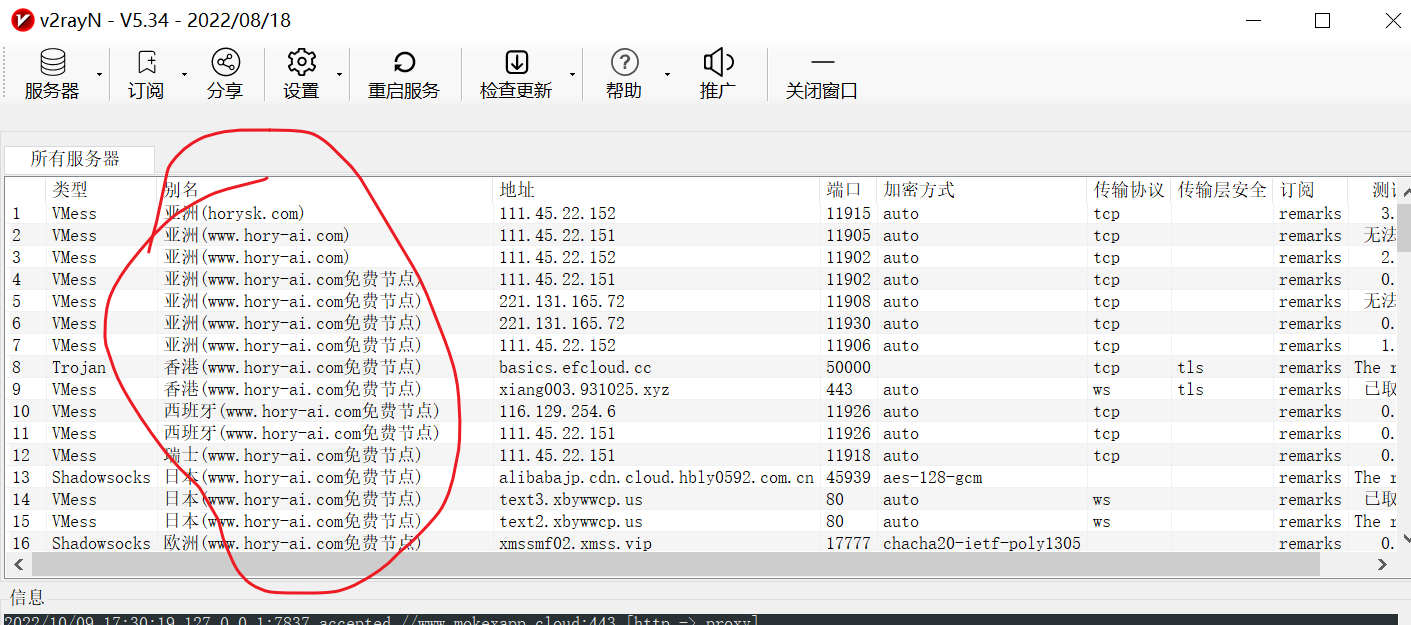 v2rayN - V5.34 - 2022/08/18
服务器 订阅 分享 设置 重启服务 检查更新 帮助 推广 关闭窗口
所有服务器
类型 别名 地址 端口 加密方式 传输协议 传输层安全 订阅
1 VMess 亚洲(horysk.com) 111.45.22.152 11915 auto tcp remarks 3.
2 VMess 亚洲(www.hory-ai.com) 111.45.22.151 11905 auto tcp remarks 无法
3 VMess 亚洲(www.hory-ai.com) 111.45.22.152 11902 auto tcp remarks 2.
4 VMess 亚洲(www.hory-ai.com免费节点) 111.45.22.151 11902 auto tcp remarks 0.
5 VMess 亚洲(www.hory-ai.com免费节点) 221.131.165.72 11908 auto tcp remarks 无法
6 VMess 亚洲(www.hory-ai.com免费节点) 221.131.165.72 11930 auto tcp remarks 0.
7 VMess 亚洲(www.hory-ai.com免费节点) 111.45.22.152 11906 auto tcp remarks 1.
8 Trojan 香港(www.hory-ai.com免费节点) basics.efcloud.cc 50000 tcp tls remarks The r
9 VMess 香港(www.hory-ai.com免费节点) xiang003.931025.xyz 443 auto ws tls remarks 已取
10 VMess 西班牙(www.hory-ai.com免费节点) 116.129.254.6 11926 auto tcp remarks 0.
11 VMess 西班牙(www.hory-ai.com免费节点) 111.45.22.151 11926 auto tcp remarks 0.
12 VMess 瑞士(www.hory-ai.com免费节点) 111.45.22.151 11918 auto tcp remarks 0.
13 Shadowsocks 日本(www.hory-ai.com免费节点) alibabajp.cdn.cloud.hbly0592.com.cn 45939 aes-128-gcm remarks The r
14 VMess 日本(www.hory-ai.com免费节点) text3.xbywwcp.us 80 auto ws remarks 已取
15 VMess 日本(www.hory-ai.com免费节点) text2.xbywwcp.us 80 auto ws remarks The r
16 Shadowsocks 欧洲(www.hory-ai.com免费节点) xmssmf02.xmss.vip 17777 chacha20-ietf-poly1305 remarks 0.
信息
2022/10/09 17:30:19 127.0.0.1:7837 accepted //www.mokexapp.cloud:443 [http -> proxy]